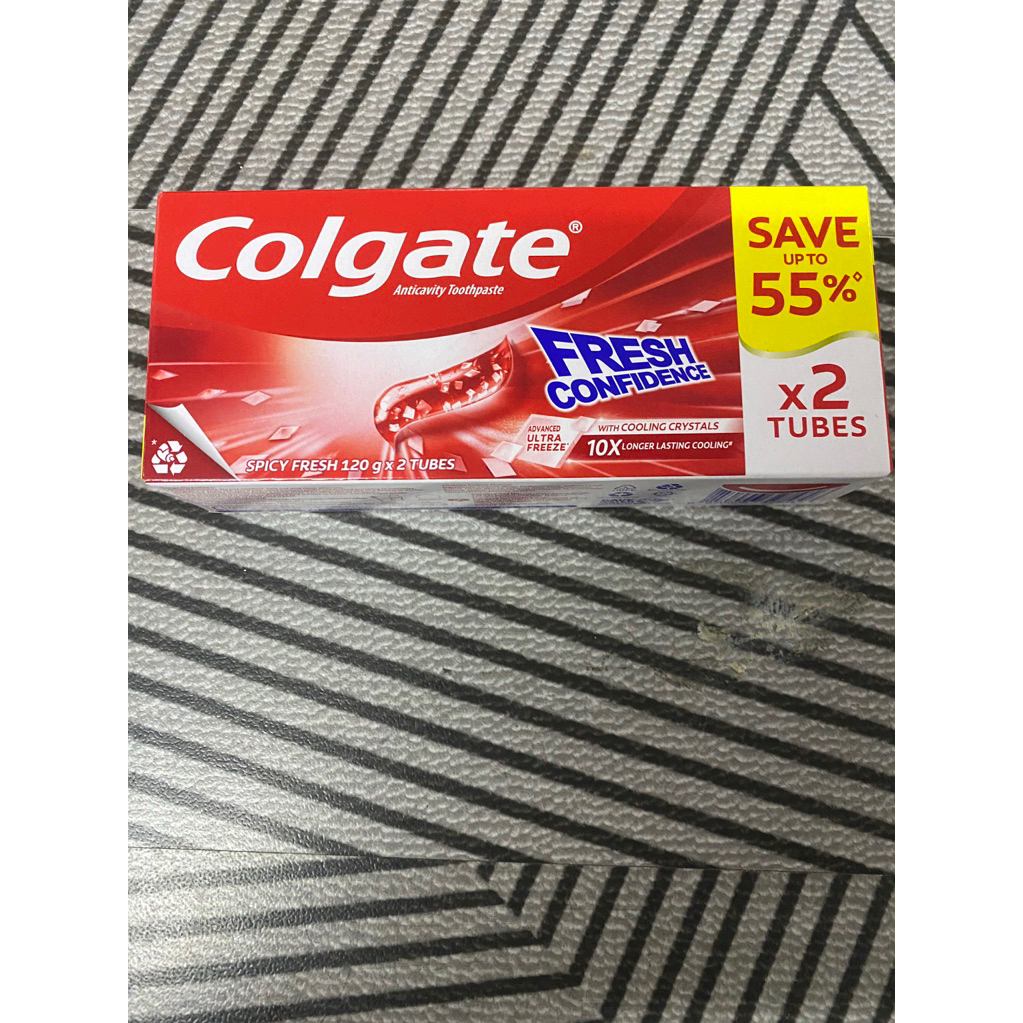 Colgate®
Anticavity Toothpaste
SAVE
UP TO
55%◊
FRESH
CONFIDENCE
x2
TUBES
ADVANCED
ULTRA
FREEZE
WITH COOLING CRYSTALS
10X LONGER LASTING COOLING#
*
SPICY FRESH 120 g x 2 TUBES